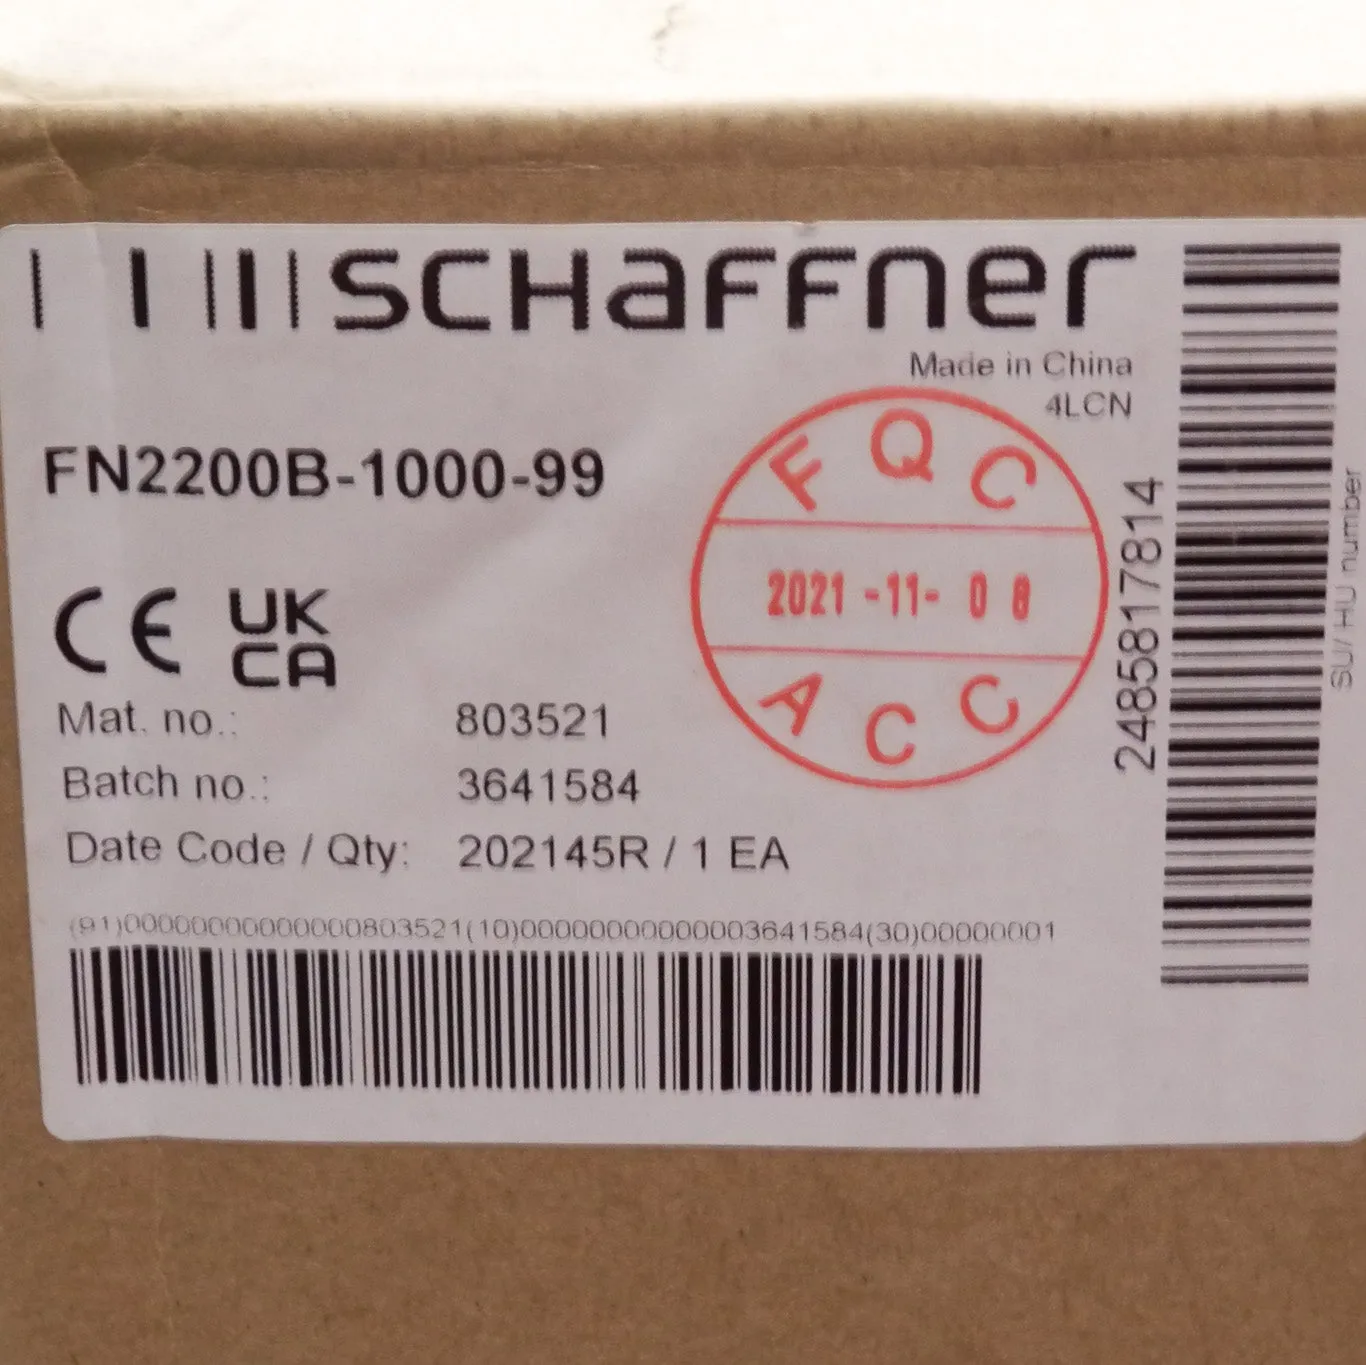 SCHAFFNER
Made in China
4LCN
FN2200B-1000-99
FQC
2021-11-08
ACC
CE UK
CA
Mat. no.: 803521
Batch no.: 3641584
Date Code / Qty: 202145R / 1 EA
(91)000000000000000803521(10)000000000000003641584(30)00000001
2485817814
SU/ HU number